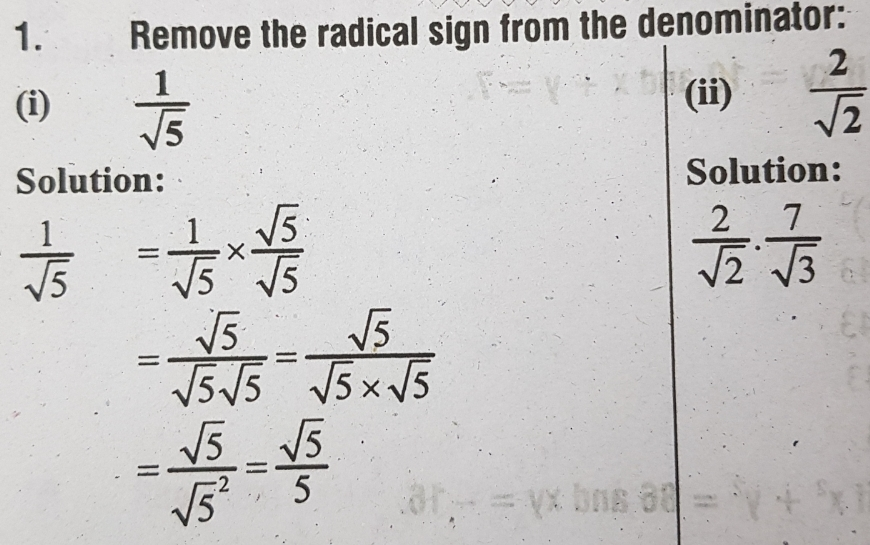 1. Remove the radical sign from the denominator:
(i) 1/√5
Solution:
1/√5 = 1/√5 × √5/√5
= √5/√5√5 = √5/√5 × √5
= √5/√5² = √5/5
(ii) 2/√2
Solution:
2/√2 · 7/√3